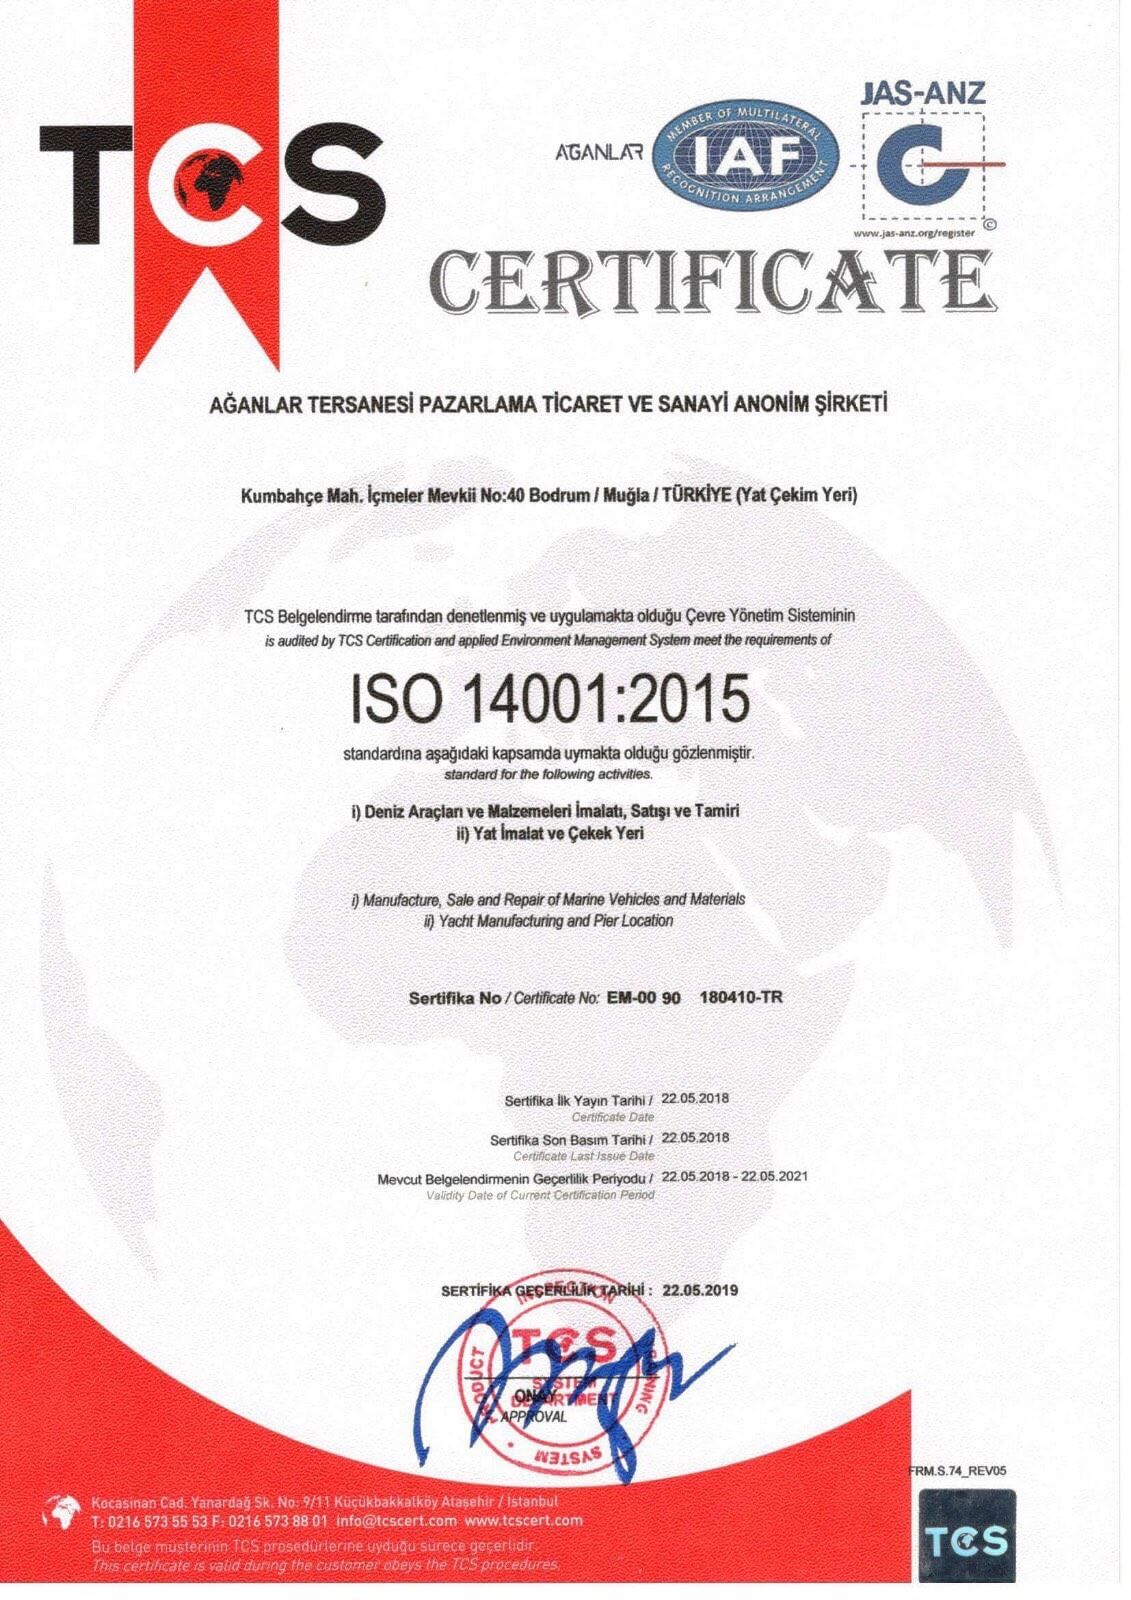 TCS
AĞANLAR
MEMBER OF MULTILATERAL
IAF
RECOGNITION ARRANGEMENT
JAS-ANZ
©
www.jas-anz.org/register
CERTIFICATE
AĞANLAR TERSANESİ PAZARLAMA TİCARET VE SANAYİ ANONİM ŞİRKETİ
Kumbahçe Mah. İçmeler Mevkii No:40 Bodrum / Muğla / TÜRKİYE (Yat Çekim Yeri)
TCS Belgelendirme tarafından denetlenmiş ve uygulamakta olduğu Çevre Yönetim Sisteminin
is audited by TCS Certification and applied Environment Management System meet the requirements of
ISO 14001:2015
standardına aşağıdaki kapsamda uymakta olduğu gözlenmiştir.
standard for the following activities.
i) Deniz Araçları ve Malzemeleri İmalatı, Satışı ve Tamiri
ii) Yat İmalat ve Çekek Yeri
i) Manufacture, Sale and Repair of Marine Vehicles and Materials
ii) Yacht Manufacturing and Pier Location
Sertifika No / Certificate No: EM-00 90 180410-TR
Sertifika İlk Yayın Tarihi / 22.05.2018
Certificate Date
Sertifika Son Basım Tarihi / 22.05.2018
Certificate Last Issue Date
Mevcut Belgelendirmenin Geçerlilik Periyodu / 22.05.2018 - 22.05.2021
Validity Date of Current Certification Period
SERTİFİKA GEÇERLİLİK TARİHİ : 22.05.2019
INSPECTION
TRAINING
SYSTEM
PRODUCT
TCS
SYSTEM
DEPARTMENT
ONAY
APPROVAL
FRM.S.74_REV05
Kocasinan Cad. Yanardağ Sk. No: 9/11 Küçükbakkalköy Ataşehir / İstanbul
T: 0216 573 55 53 F: 0216 573 88 01 info@tcscert.com www.tcscert.com
Bu belge müşterinin TCS prosedürlerine uyduğu sürece geçerlidir.
This certificate is valid during the customer obeys the TCS procedures.
TCS